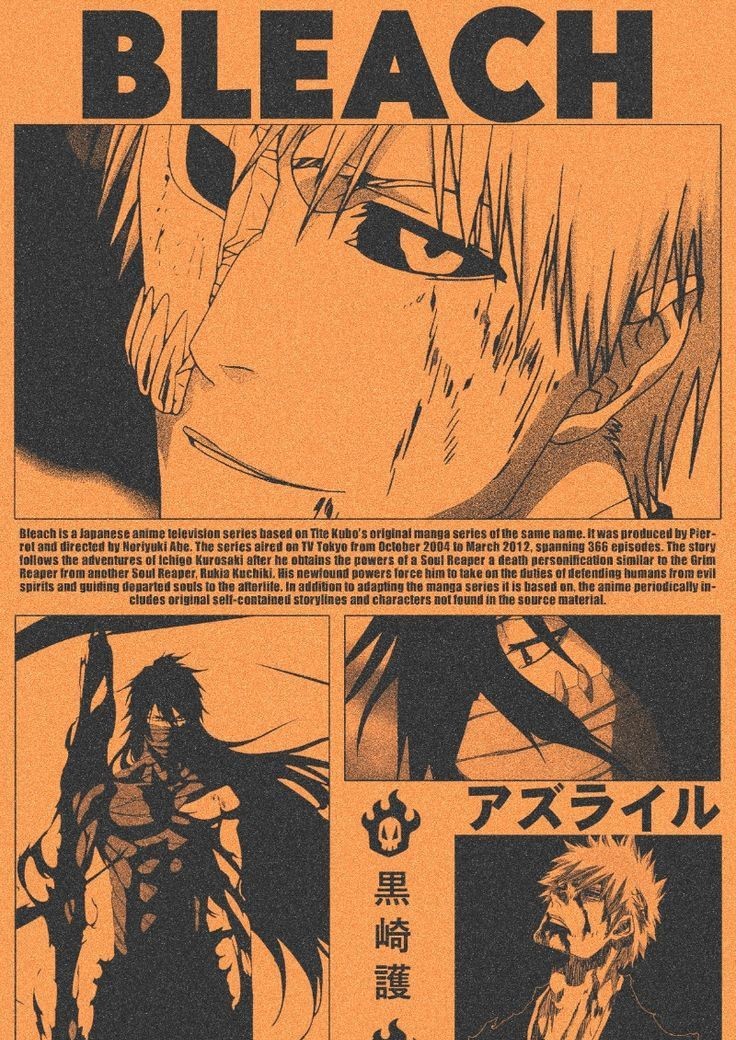 BLEACH
Bleach is a Japanese anime television series based on Tite Kubo's original manga series of the same name. It was produced by Pier-
rot and directed by Noriyuki Abe. The series aired on TV Tokyo from October 2004 to March 2012, spanning 366 episodes. The story
follows the adventures of Ichigo Kurosaki after he obtains the powers of a Soul Reaper a death personification similar to the Grim
Reaper from another Soul Reaper, Rukia Kuchiki. His newfound powers force him to take on the duties of defending humans from evil
spirits and guiding departed souls to the afterlife. In addition to adapting the manga series it is based on, the anime periodically in-
cludes original self-contained storylines and characters not found in the source material.
アズライル
黒崎護